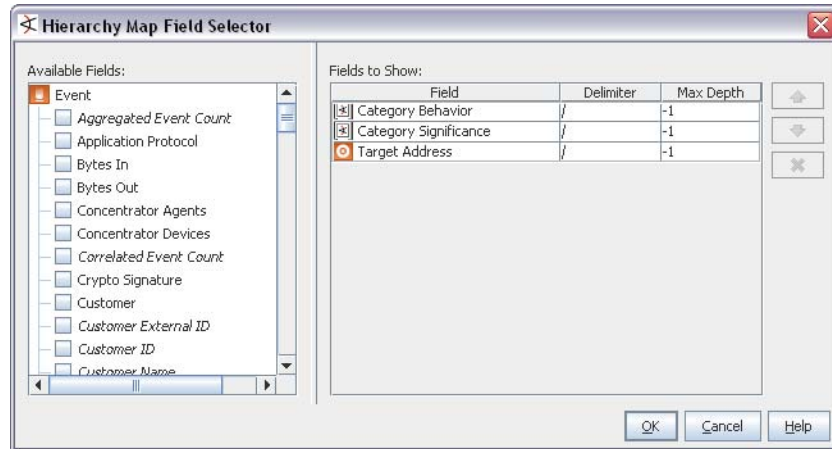 Hierarchy Map Field Selector
Available Fields:
Event
Aggregated Event Count
Application Protocol
Bytes In
Bytes Out
Concentrator Agents
Concentrator Devices
Correlated Event Count
Crypto Signature
Customer
Customer External ID
Customer ID
Customer Name
Fields to Show:
Field Delimiter Max Depth
Category Behavior / -1
Category Significance / -1
Target Address / -1
OK Cancel Help